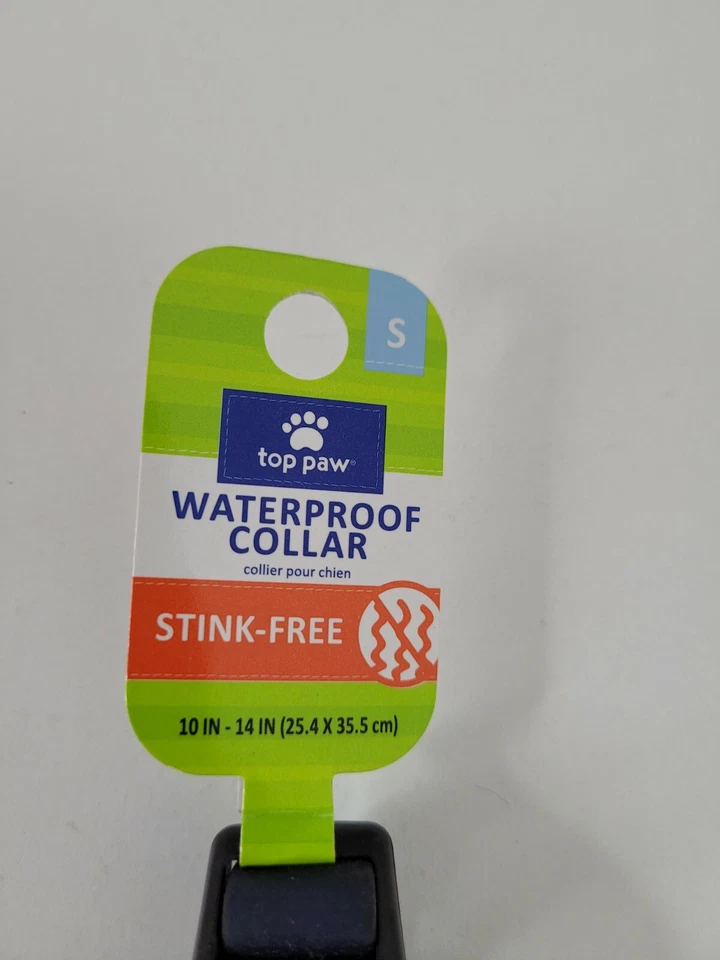 S
top paw®
WATERPROOF
COLLAR
collier pour chien
STINK-FREE
10 IN - 14 IN (25.4 X 35.5 cm)